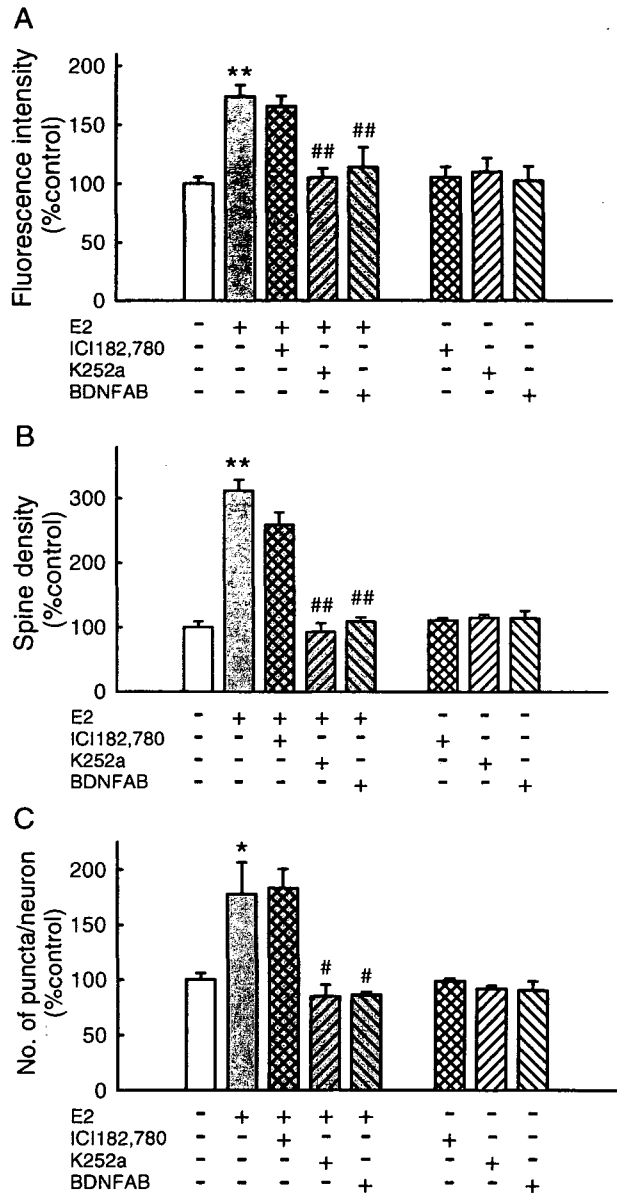 A
Fluorescence intensity
(%control)
200
150
100
50
0
**
##
##
E2 - + + + + - - -
ICI182,780 - - + - - + - -
K252a - - - + - - + -
BDNFAB - - - - + - - +
B
Spine density
(%control)
300
200
100
0
**
##
##
E2 - + + + + - - -
ICI182,780 - - + - - + - -
K252a - - - + - - + -
BDNFAB - - - - + - - +
C
No. of puncta/neuron
(%control)
200
150
100
50
0
*
#
#
E2 - + + + + - - -
ICI182,780 - - + - - + - -
K252a - - - + - - + -
BDNFAB - - - - + - - +